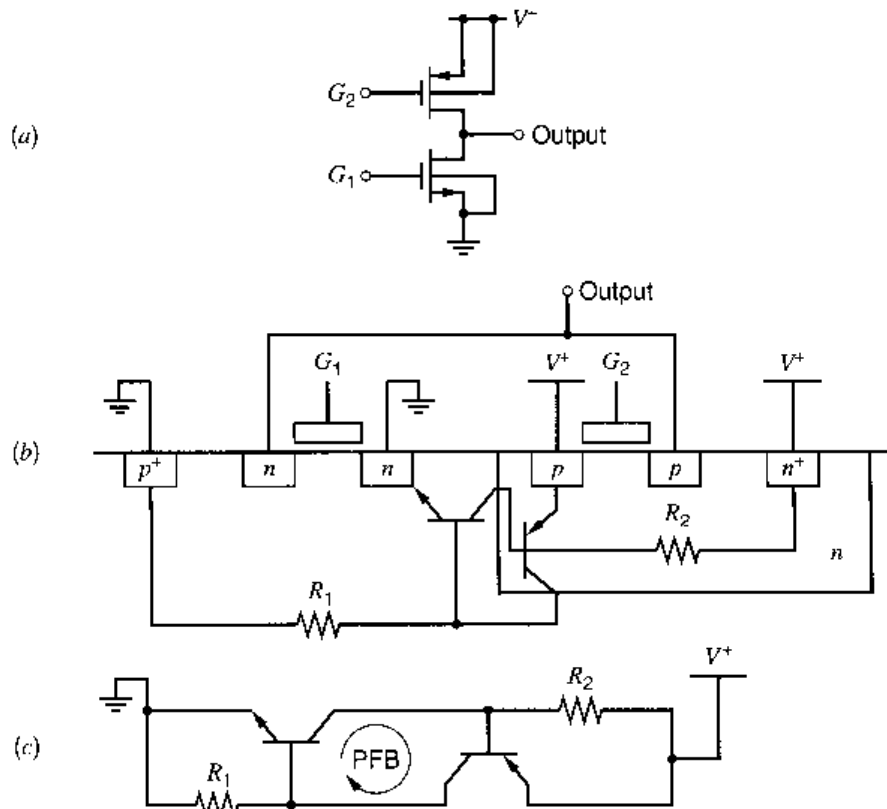 V⁻
G₂
(a)
Output
G₁
Output
G₁ V⁺ G₂ V⁺
(b)
p⁺ n n p p n⁺
R₂
n
R₁
V⁺
R₂
(c)
PFB
R₁